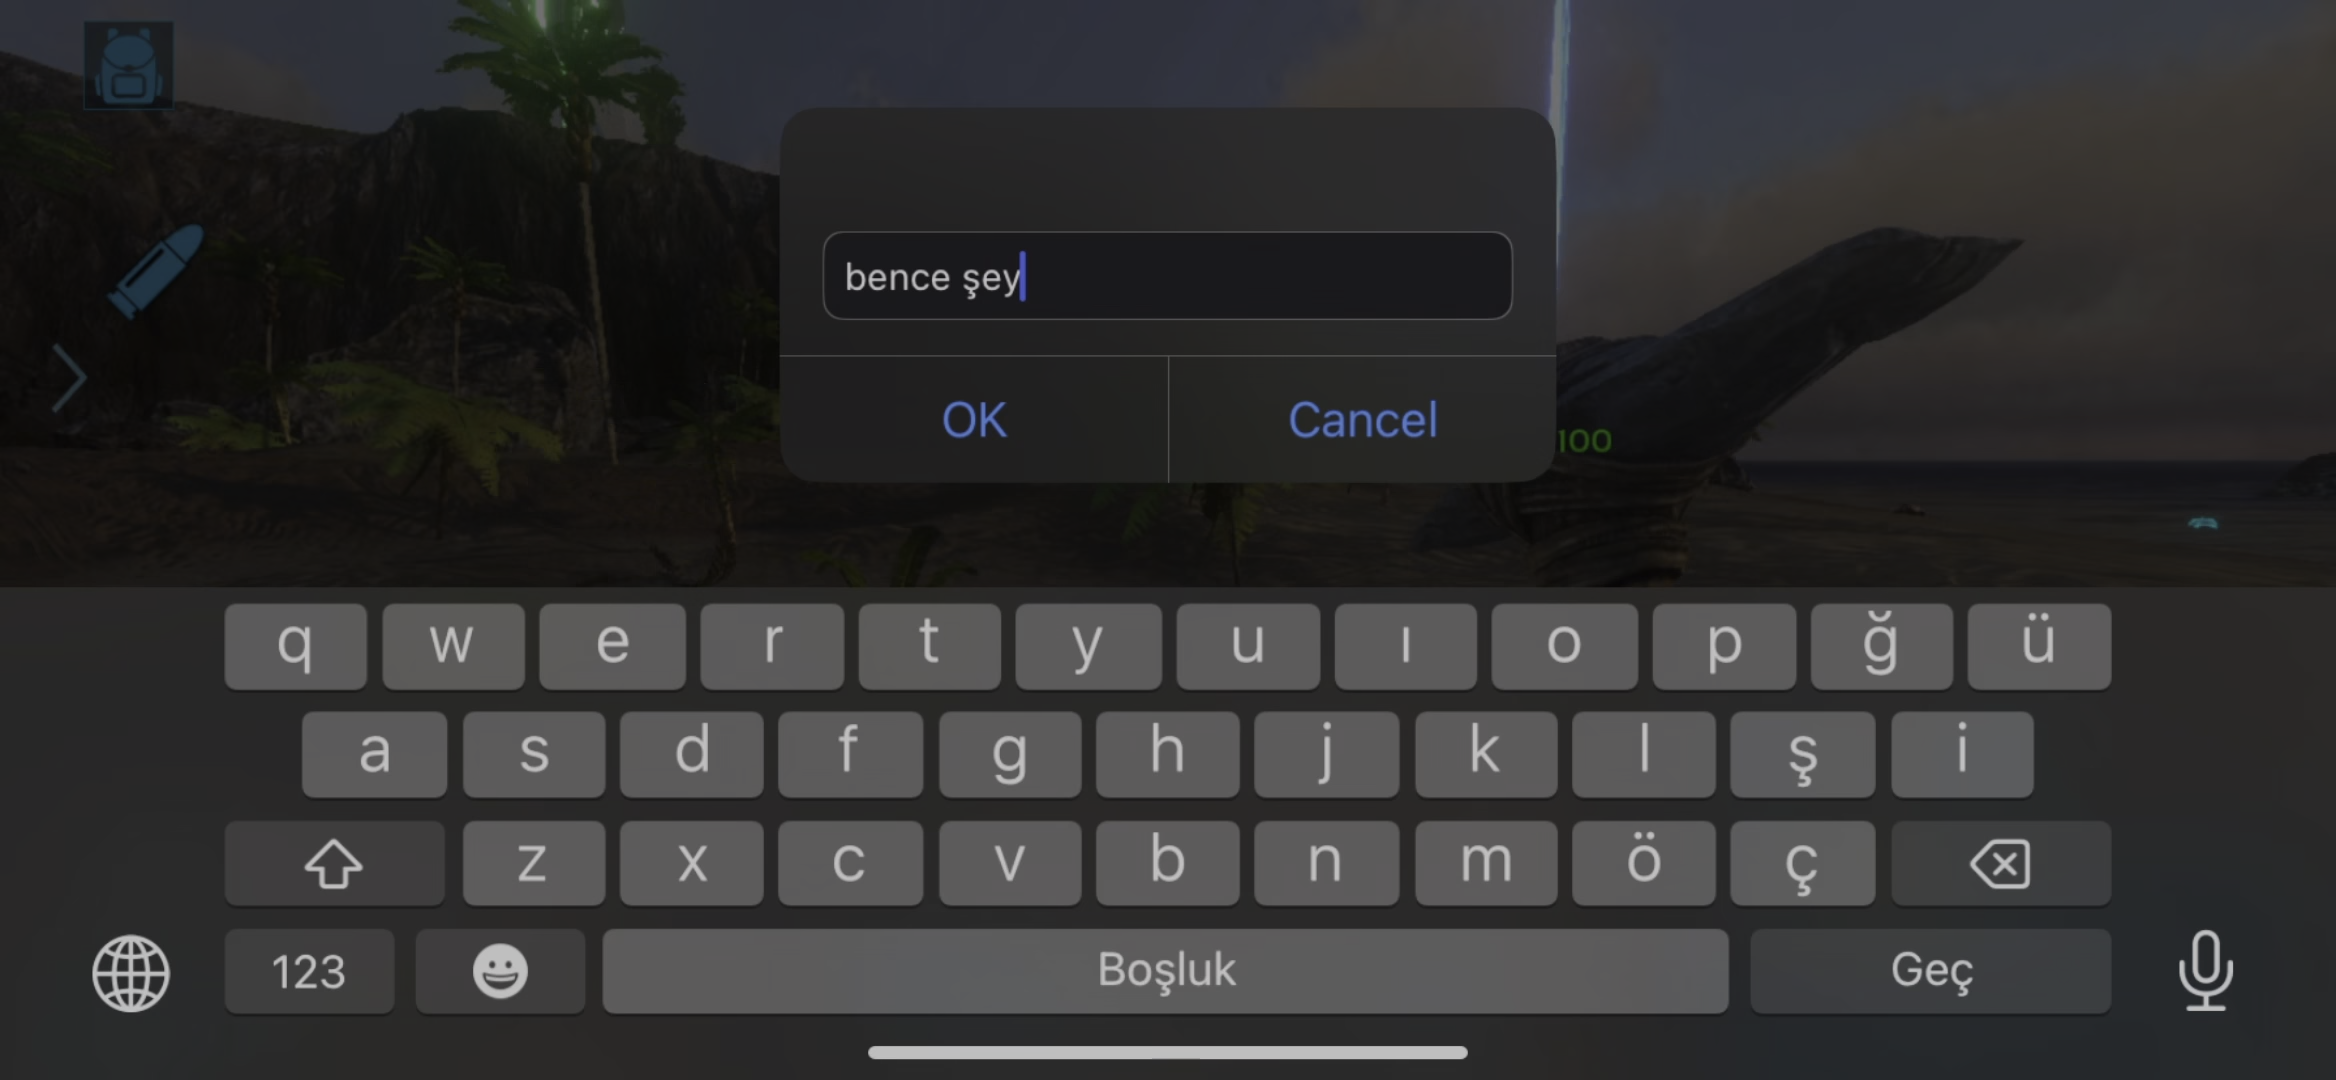 bence şey
OK Cancel
100
q w e r t y u ı o p ğ ü
a s d f g h j k l ş i
z x c v b n m ö ç
123 Boşluk Geç